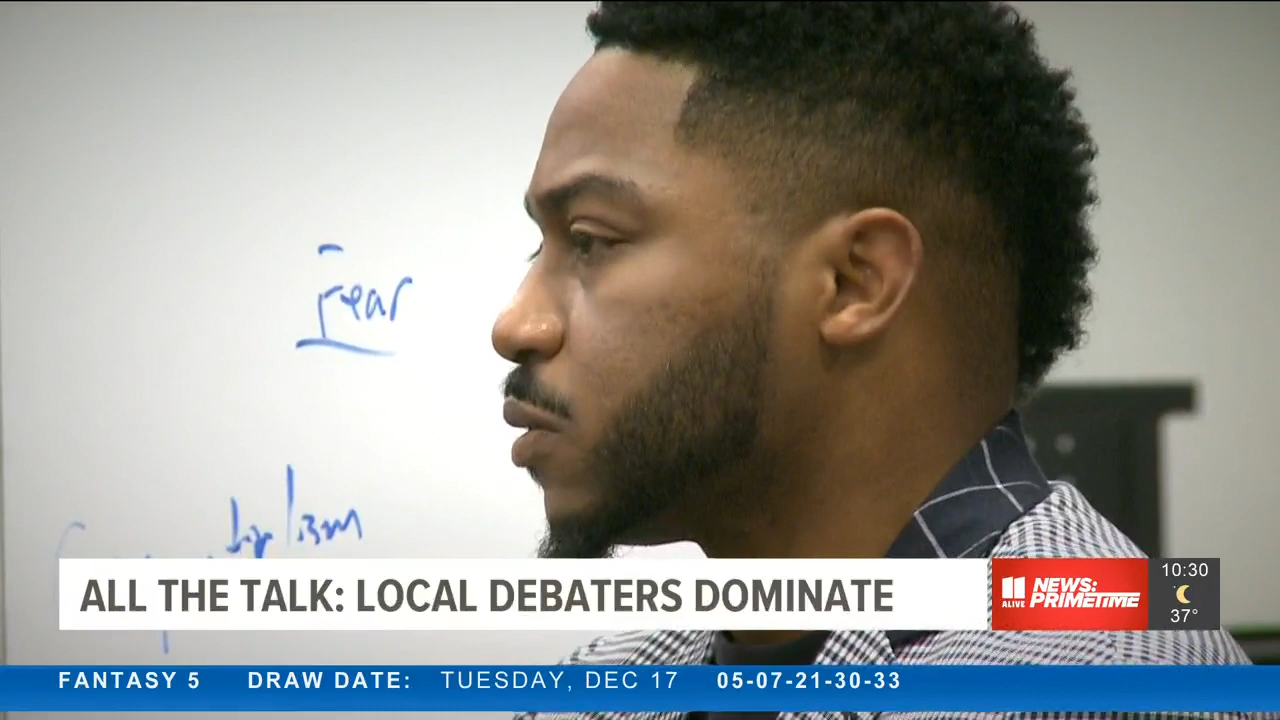 Fear
ALL THE TALK: LOCAL DEBATERS DOMINATE
11 ALIVE NEWS: PRIMETIME
10:30
37°
FANTASY 5 DRAW DATE: TUESDAY, DEC 17 05-07-21-30-33